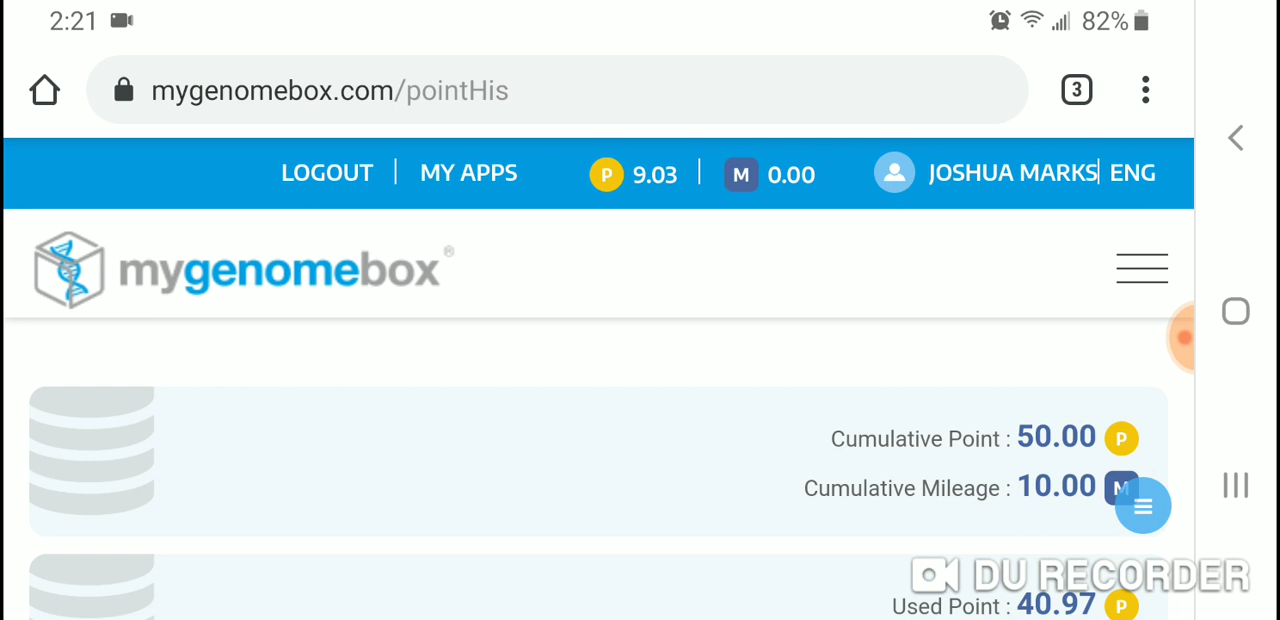 2:21 82%
mygenomebox.com/pointHis 3
LOGOUT | MY APPS P 9.03 | M 0.00 JOSHUA MARKS| ENG
mygenomebox®
Cumulative Point : 50.00 P
Cumulative Mileage : 10.00 M
DU RECORDER
Used Point : 40.97 P